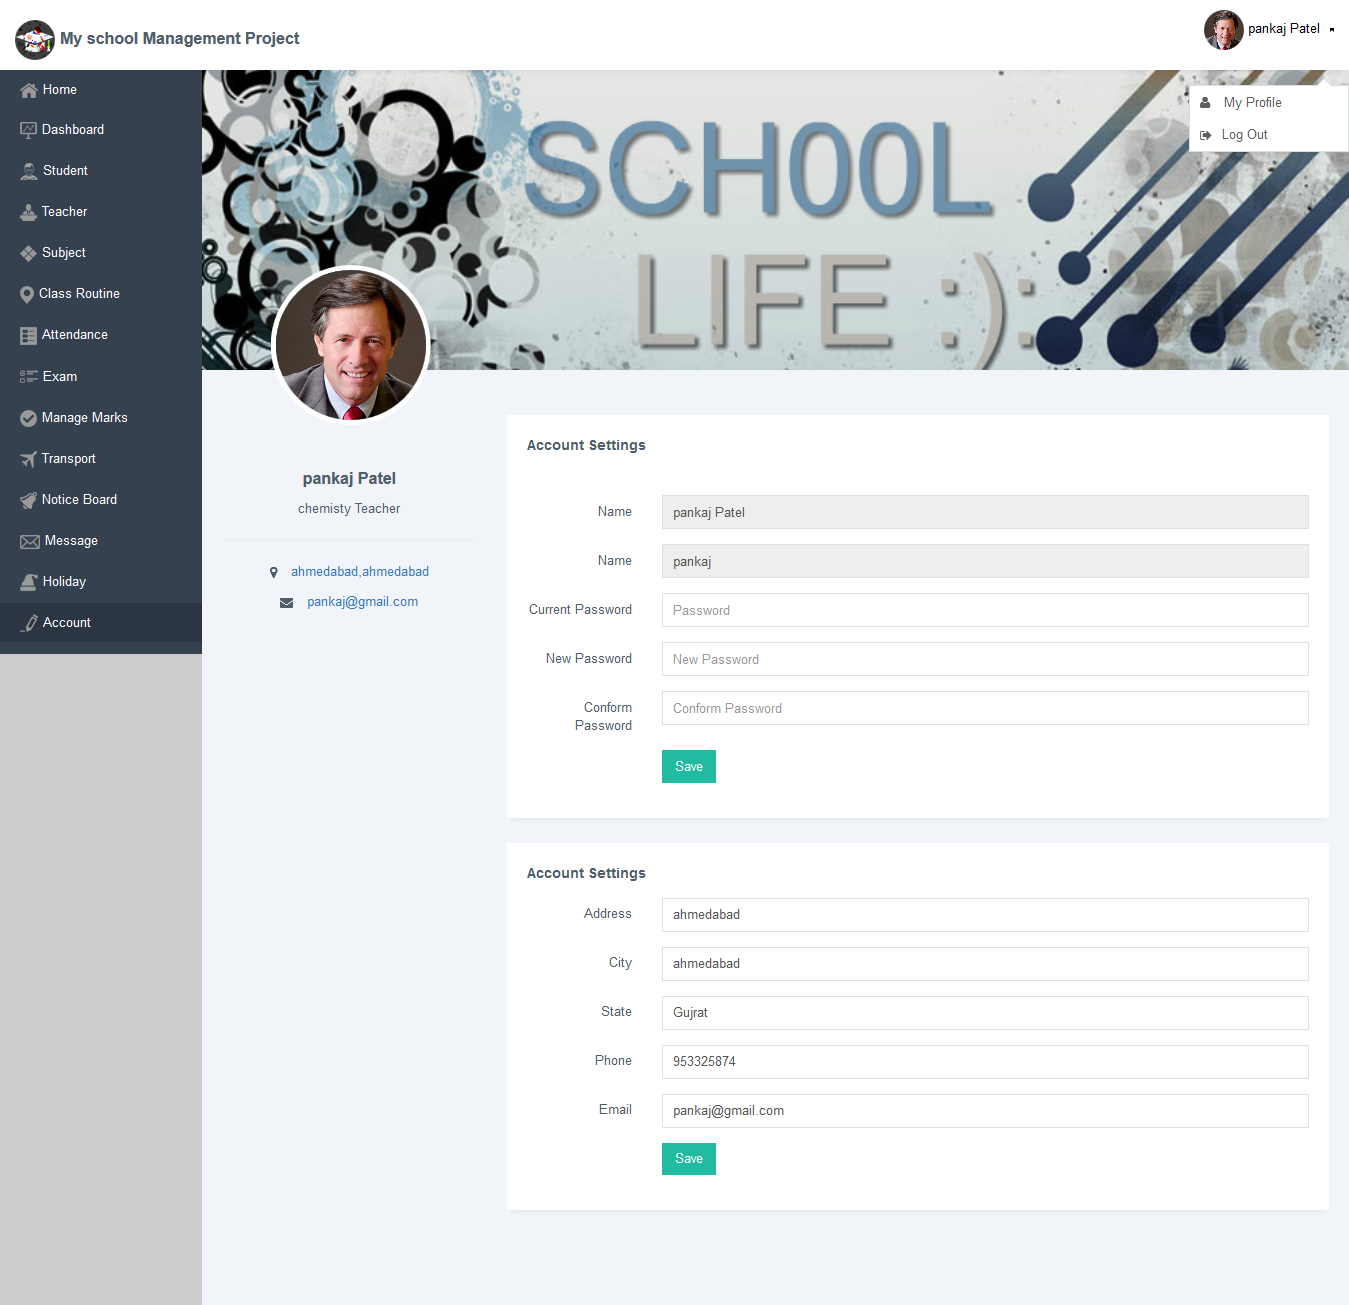 My school Management Project
pankaj Patel
My Profile
Log Out
Home
Dashboard
Student
Teacher
Subject
Class Routine
Attendance
Exam
Manage Marks
Transport
Notice Board
Message
Holiday
Account
SCH00L
LIFE :):
pankaj Patel
chemisty Teacher
ahmedabad,ahmedabad
pankaj@gmail.com
Account Settings
Name pankaj Patel
Name pankaj
Current Password Password
New Password New Password
Conform Password Conform Password
Save
Account Settings
Address ahmedabad
City ahmedabad
State Gujrat
Phone 953325874
Email pankaj@gmail.com
Save